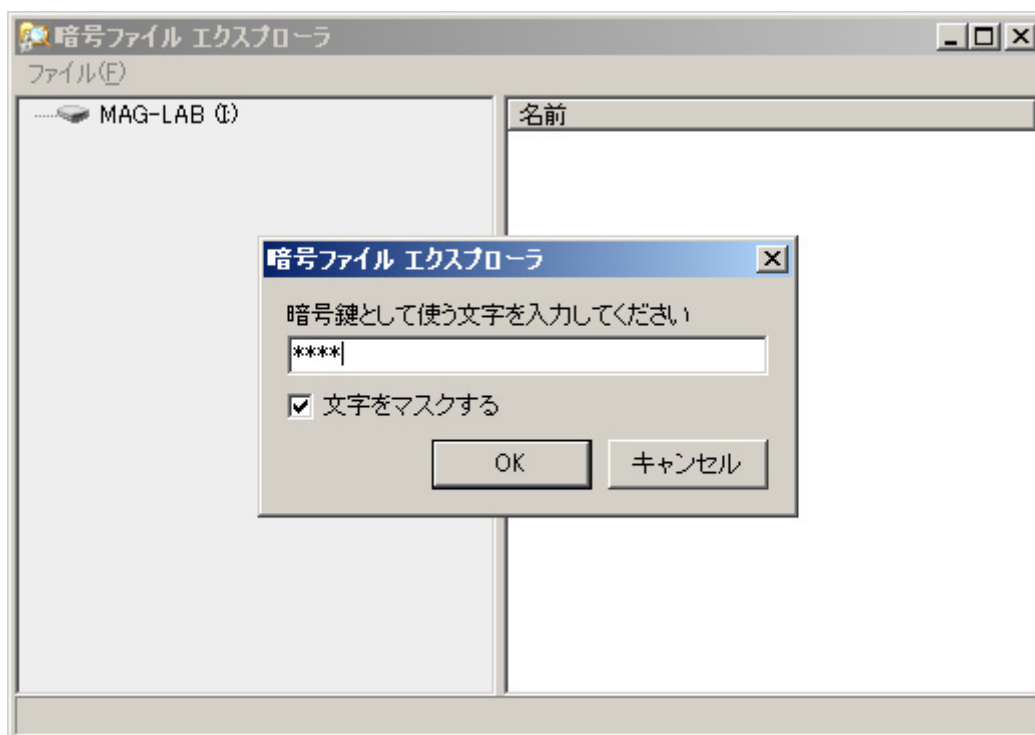 暗号ファイル エクスプローラ
ファイル(F)
MAG-LAB (I:)
名前
暗号ファイル エクスプローラ
暗号鍵として使う文字を入力してください
****
文字をマスクする
OK
キャンセル